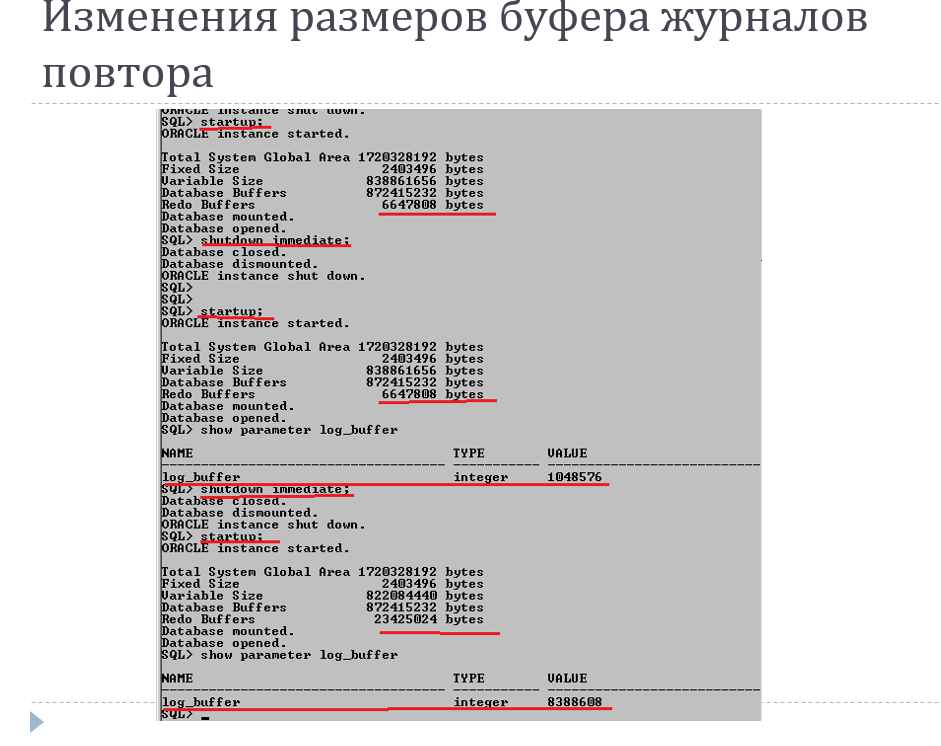 Изменения размеров буфера журналов
повтора
ORACLE instance shut down.
SQL> startup;
ORACLE instance started.
Total System Global Area 1720328192 bytes
Fixed Size 2403496 bytes
Variable Size 838861656 bytes
Database Buffers 872415232 bytes
Redo Buffers 6647808 bytes
Database mounted.
Database opened.
SQL> shutdown immediate;
Database closed.
Database dismounted.
ORACLE instance shut down.
SQL>
SQL>
SQL> startup;
ORACLE instance started.
Total System Global Area 1720328192 bytes
Fixed Size 2403496 bytes
Variable Size 838861656 bytes
Database Buffers 872415232 bytes
Redo Buffers 6647808 bytes
Database mounted.
Database opened.
SQL> show parameter log_buffer
NAME TYPE VALUE
------------------------------------ ----------- ------------------------------
log_buffer integer 1048576
SQL> shutdown immediate;
Database closed.
Database dismounted.
ORACLE instance shut down.
SQL> startup;
ORACLE instance started.
Total System Global Area 1720328192 bytes
Fixed Size 2403496 bytes
Variable Size 822084440 bytes
Database Buffers 872415232 bytes
Redo Buffers 23425024 bytes
Database mounted.
Database opened.
SQL> show parameter log_buffer
NAME TYPE VALUE
------------------------------------ ----------- ------------------------------
log_buffer integer 8388608
SQL> _